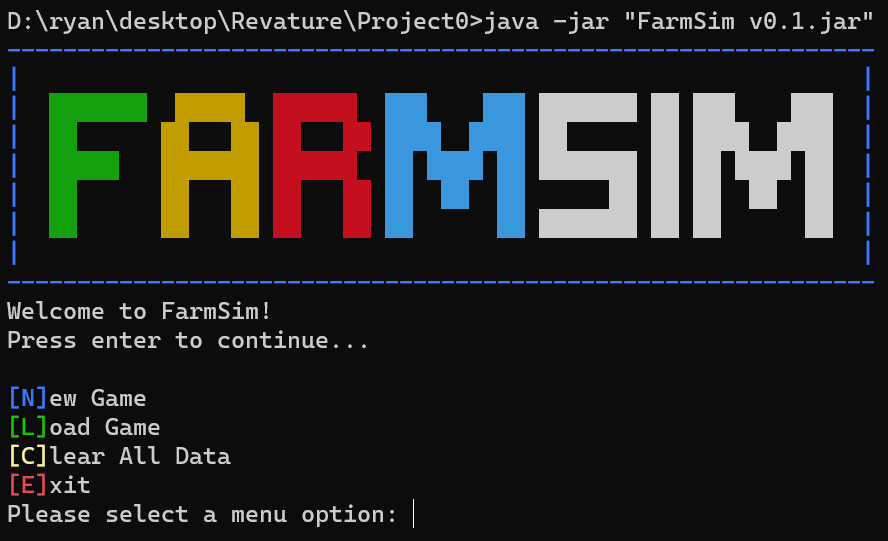 D:\ryan\desktop\Revature\Project0>java -jar "FarmSim v0.1.jar"
FARMSIM
Welcome to FarmSim!
Press enter to continue...
[N]ew Game
[L]oad Game
[C]lear All Data
[E]xit
Please select a menu option: